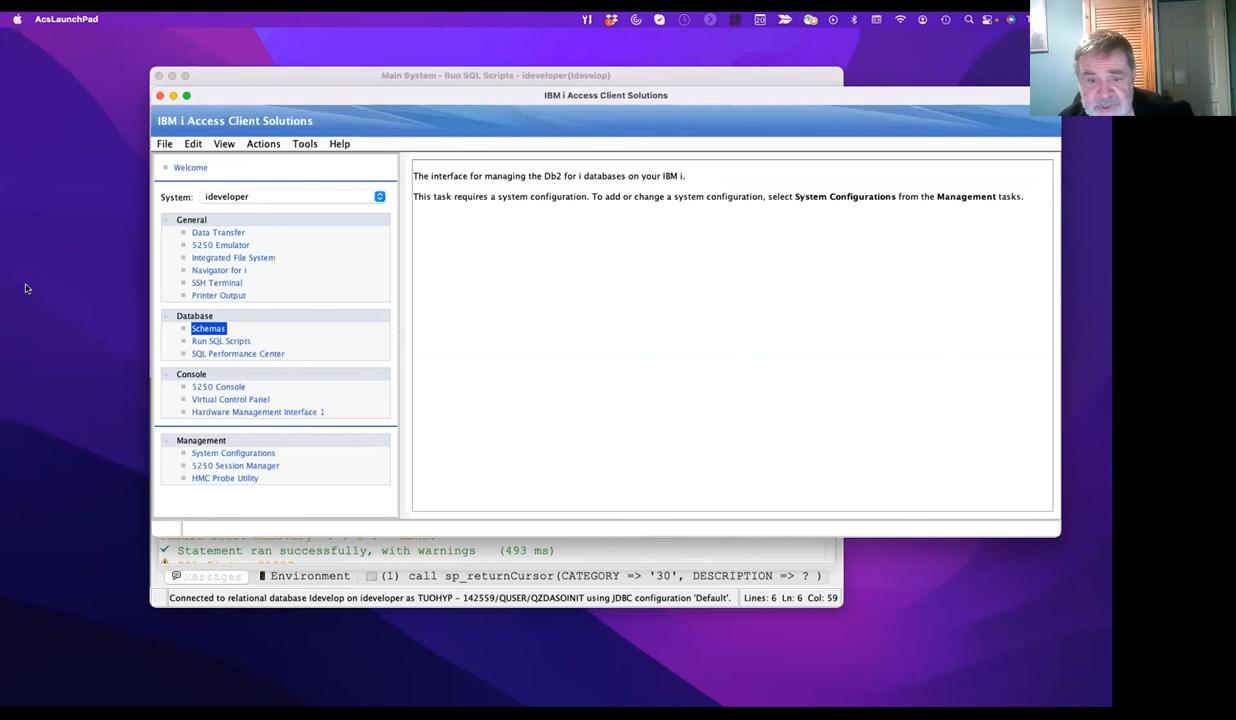 AcsLaunchPad
20
Main System - Run SQL Scripts - ideveloper(Idevelop)
IBM i Access Client Solutions
IBM i Access Client Solutions
File Edit View Actions Tools Help
Welcome
System: ideveloper
General
Data Transfer
5250 Emulator
Integrated File System
Navigator for i
SSH Terminal
Printer Output
Database
Schemas
Run SQL Scripts
SQL Performance Center
Console
5250 Console
Virtual Control Panel
Hardware Management Interface 1
Management
System Configurations
5250 Session Manager
HMC Probe Utility
The interface for managing the Db2 for i databases on your IBM i.
This task requires a system configuration. To add or change a system configuration, select System Configurations from the Management tasks.
Statement ran successfully, with warnings (493 ms)
Messages Environment (1) call sp_returnCursor(CATEGORY => '30', DESCRIPTION => ? )
Connected to relational database Idevelop on ideveloper as TUOHYP - 142559/QUSER/QZDASOINIT using JDBC configuration 'Default'. Lines: 6 Ln: 6 Col: 59